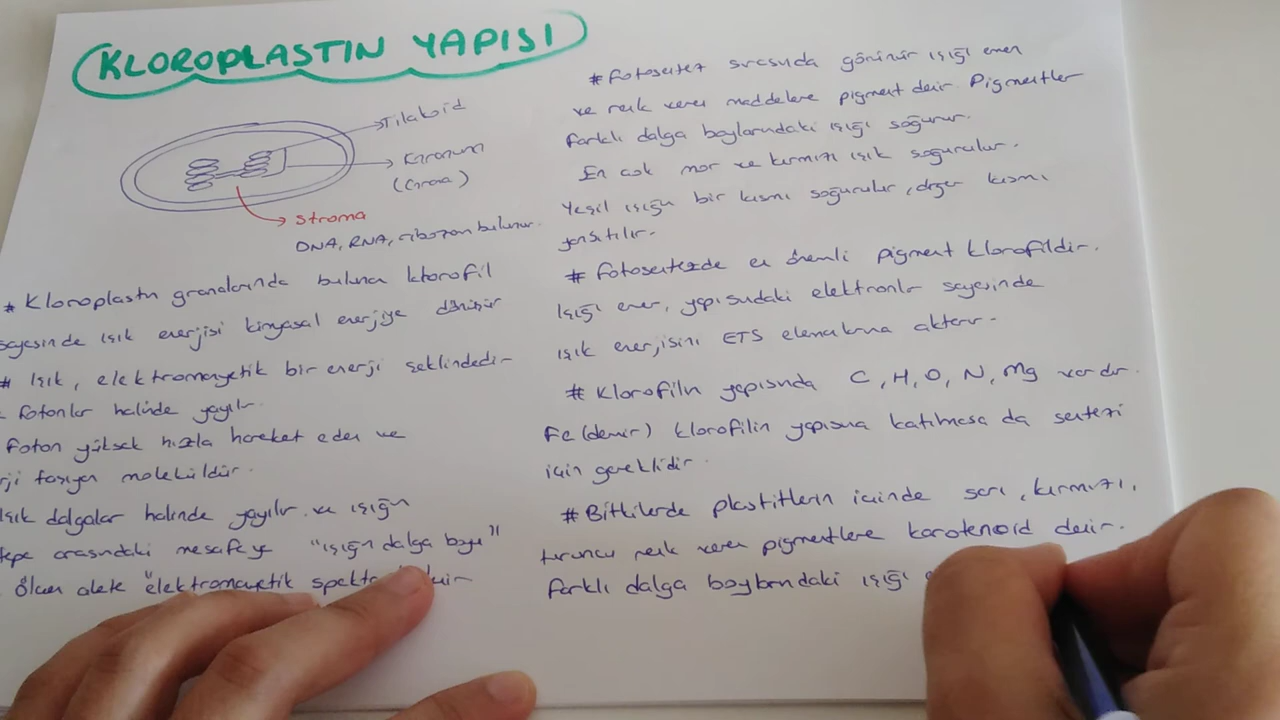 KLOROPLASTIN YAPISI
Tilakoid
Granum
(Grana)
Stroma
DNA, RNA, ribozom bulunur.
* Kloroplastın granalarında buluna klorofil
sayesinde ışık enerjisi kimyasal enerjiye dönüşür
# Işık, elektromanyetik bir enerji şeklindedir
fotonlar halinde yayılır.
Foton yüksek hızla hareket eden ve
rji taşıyan moleküldür.
Işık dalgalar halinde yayılır ve ışığın
tepe arasındaki mesafeye "ışığın dalga boyu"
ölçen alete "elektromanyetik
# Fotosentez sırasında görünür ışığı emen
ve renk veren maddelere pigment denir. Pigmentler
farklı dalga boylarındaki ışığı soğurur.
En çok mor ve kırmızı ışık soğurulur.
Yeşil ışığın bir kısmı soğurulur, diğer kısmı
yansıtılır.
# Fotosentezde en önemli pigment klorofildir.
Işığı emer, yapısındaki elektronlar sayesinde
ışık enerjisini ETS elemanlarına aktarır.
# Klorofilin yapısında C, H, O, N, Mg vardır.
Fe (demir) klorofilin yapısına katılmasa da sentezi
için gereklidir.
# Bitkilerde plastitlerin içinde sarı, kırmızı,
turuncu renk veren pigmentlere karotenoid denir.
Farklı dalga boylarındaki ışığı